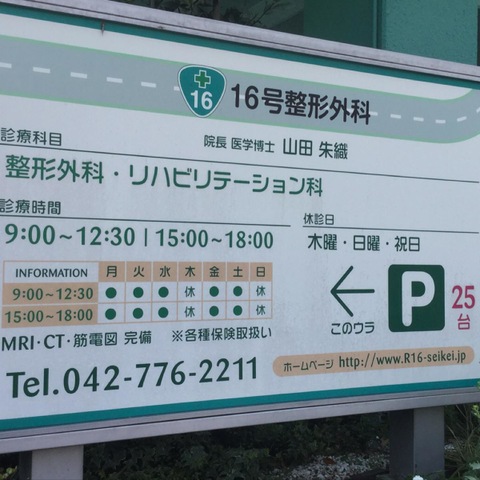 16
16号整形外科
診療科目
院長 医学博士 山田 朱織
整形外科・リハビリテーション科
診療時間
休診日
9:00~12:30 | 15:00~18:00
木曜・日曜・祝日
INFORMATION 月 火 水 木 金 土 日
9:00~12:30 ● ● ● 休 ● ● 休
15:00~18:00 ● ● ● 休 ● ● 休
P
25台
このウラ
MRI・CT・筋電図 完備 ※各種保険取扱い
Tel.042-776-2211
ホームページ http://www.R16-seikei.jp